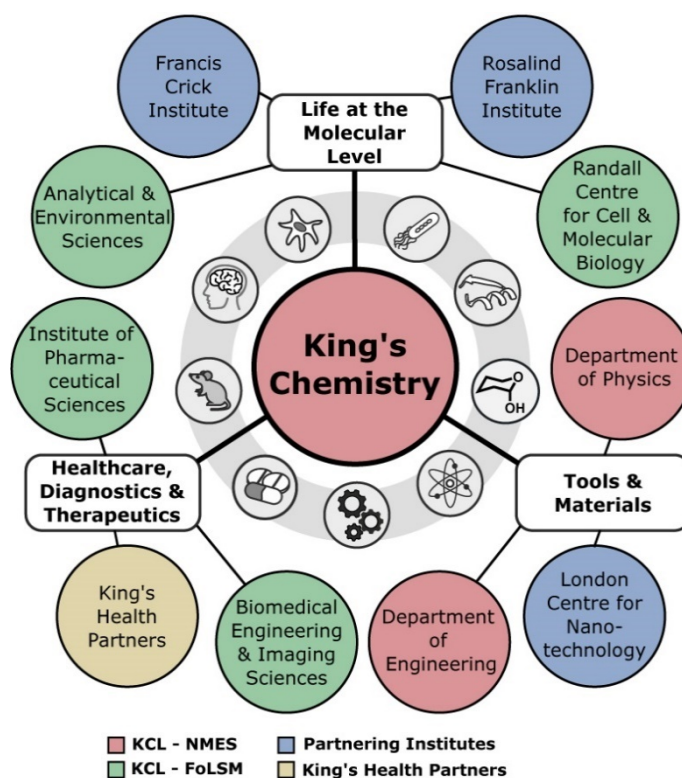 Francis
Crick
Institute
Rosalind
Franklin
Institute
Life at the
Molecular
Level
Analytical &
Environmental
Sciences
Randall
Centre
for Cell &
Molecular
Biology
Institute of
Pharma-
ceutical
Sciences
King's
Chemistry
Department
of Physics
O
OH
Healthcare,
Diagnostics &
Therapeutics
Tools &
Materials
King's
Health
Partners
Biomedical
Engineering
& Imaging
Sciences
Department
of
Engineering
London
Centre for
Nano-
technology
KCL - NMES
Partnering Institutes
KCL - FoLSM
King's Health Partners